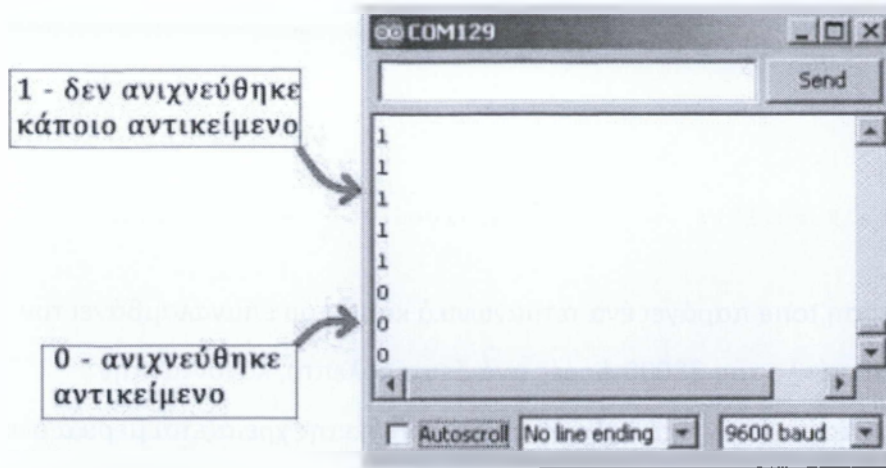 COM129
Send
1 - δεν ανιχνεύθηκε
κάποιο αντικείμενο
1
1
1
1
1
0
0
0
0 - ανιχνεύθηκε
αντικείμενο
Autoscroll
No line ending
9600 baud